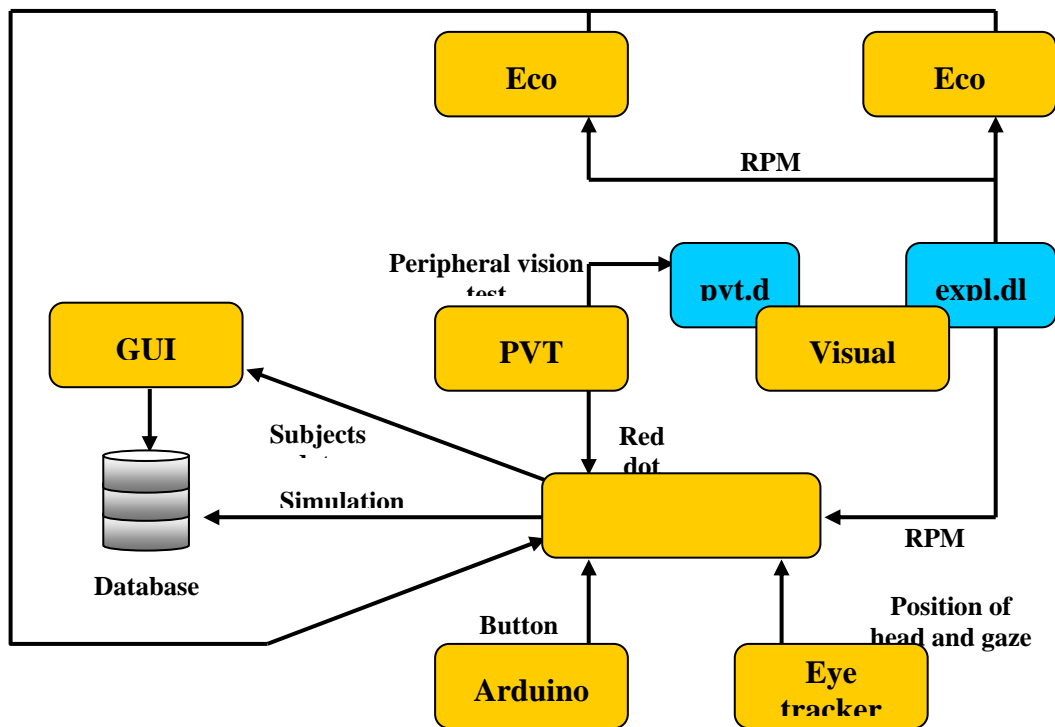 Eco
Eco
RPM
Peripheral vision
test
pvt.d
expl.dl
GUI
PVT
Visual
Subjects
Red
dot
Simulation
RPM
Database
Position of
head and gaze
Button
Arduino
Eye
tracker